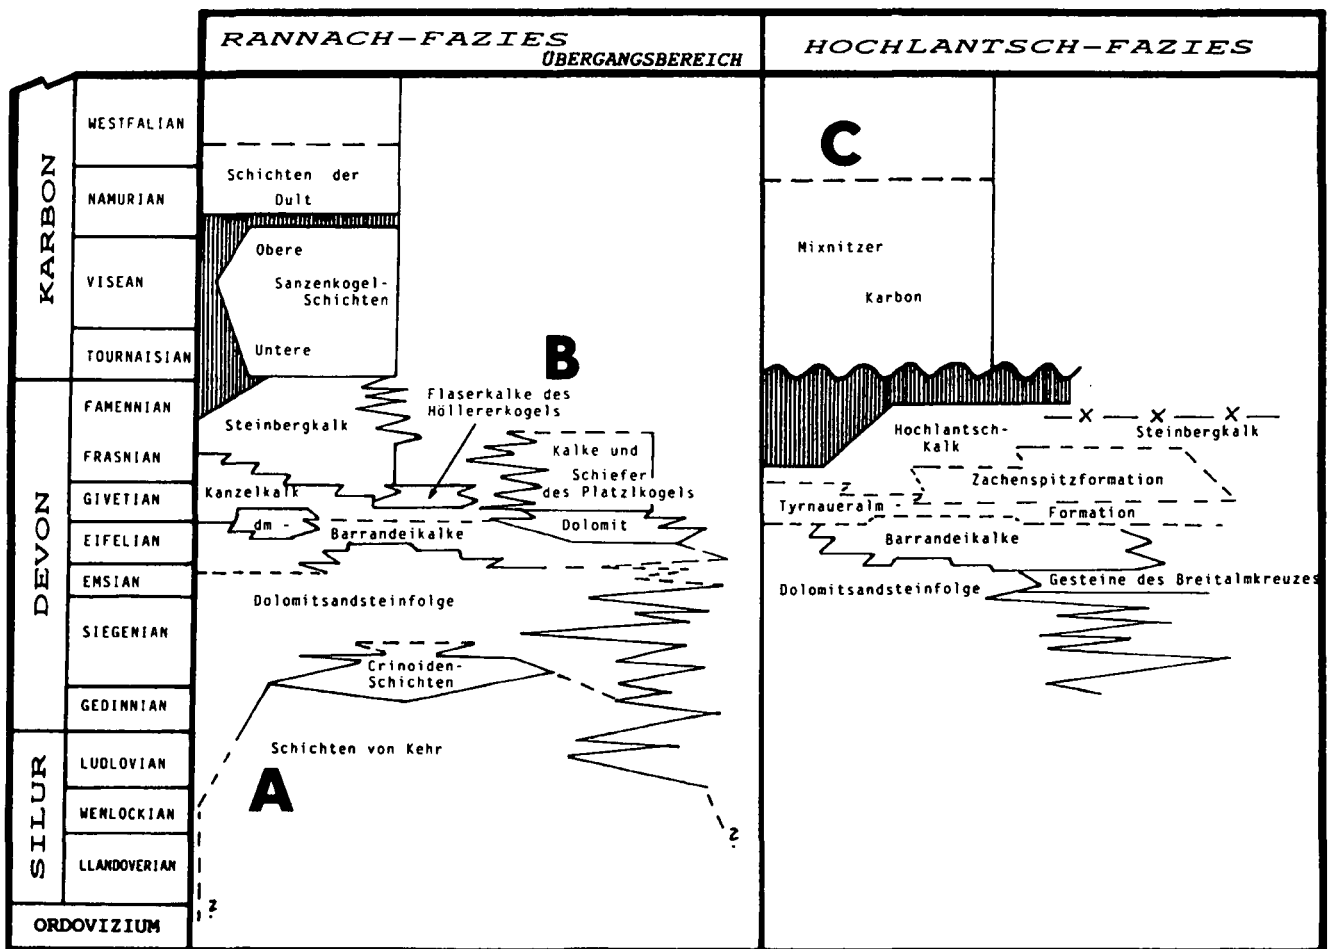 RANNACH-FAZIES
ÜBERGANGSBEREICH
HOCHLANTSCH-FAZIES
KARBON
WESTFALIAN
NAMURIAN
VISEAN
TOURNAISIAN
DEVON
FAMENNIAN
FRASNIAN
GIVETIAN
EIFELIAN
EMSIAN
SIEGENIAN
GEDINNIAN
SILUR
LUDLOVIAN
WENLOCKIAN
LLANDOVERIAN
ORDOVIZIUM
Schichten der
Dult
Obere
Sanzenkogel-
Schichten
Untere
B
Flaserkalke des
Höllererkogels
Steinbergkalk
Kalke und
Schiefer
des Platzlkogels
Kanzelkalk
dm-
Dolomit
Barrandeikalke
Dolomitsandsteinfolge
Crinoiden-
Schichten
Schichten von Kehr
A
?
?
C
Mixnitzer
Karbon
X X X
Hochlantsch-
Kalk
Steinbergkalk
Zachenspitzformation
Tyrnaueralm-
Formation
Barrandeikalke
Gesteine des Breitalmkreuzes
Dolomitsandsteinfolge